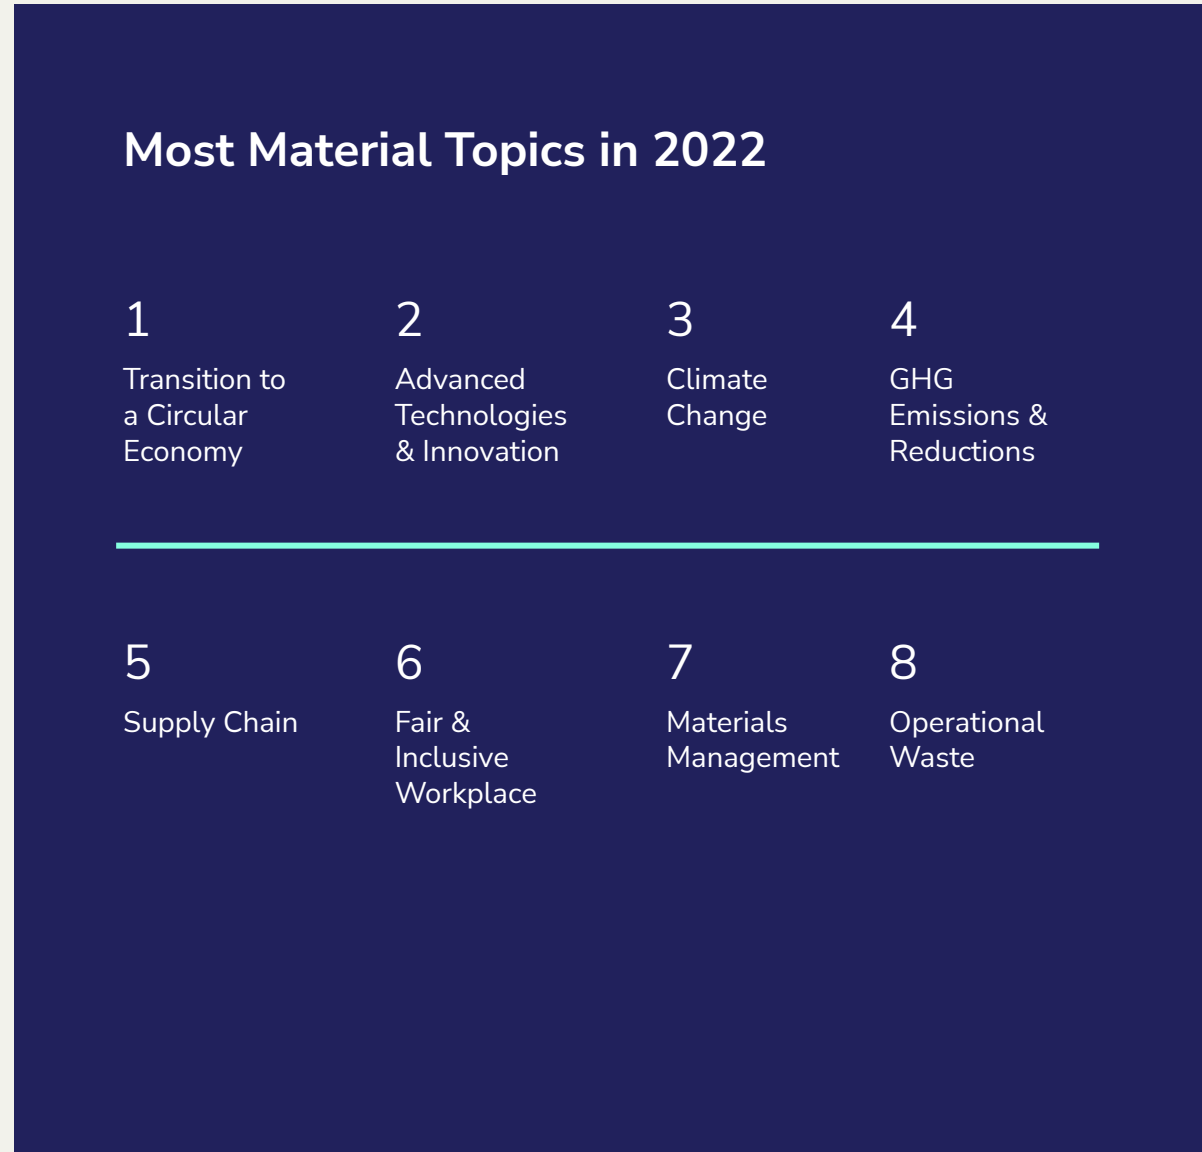 Most Material Topics in 2022
1
Transition to
a Circular
Economy
2
Advanced
Technologies
& Innovation
3
Climate
Change
4
GHG
Emissions &
Reductions
5
Supply Chain
6
Fair &
Inclusive
Workplace
7
Materials
Management
8
Operational
Waste